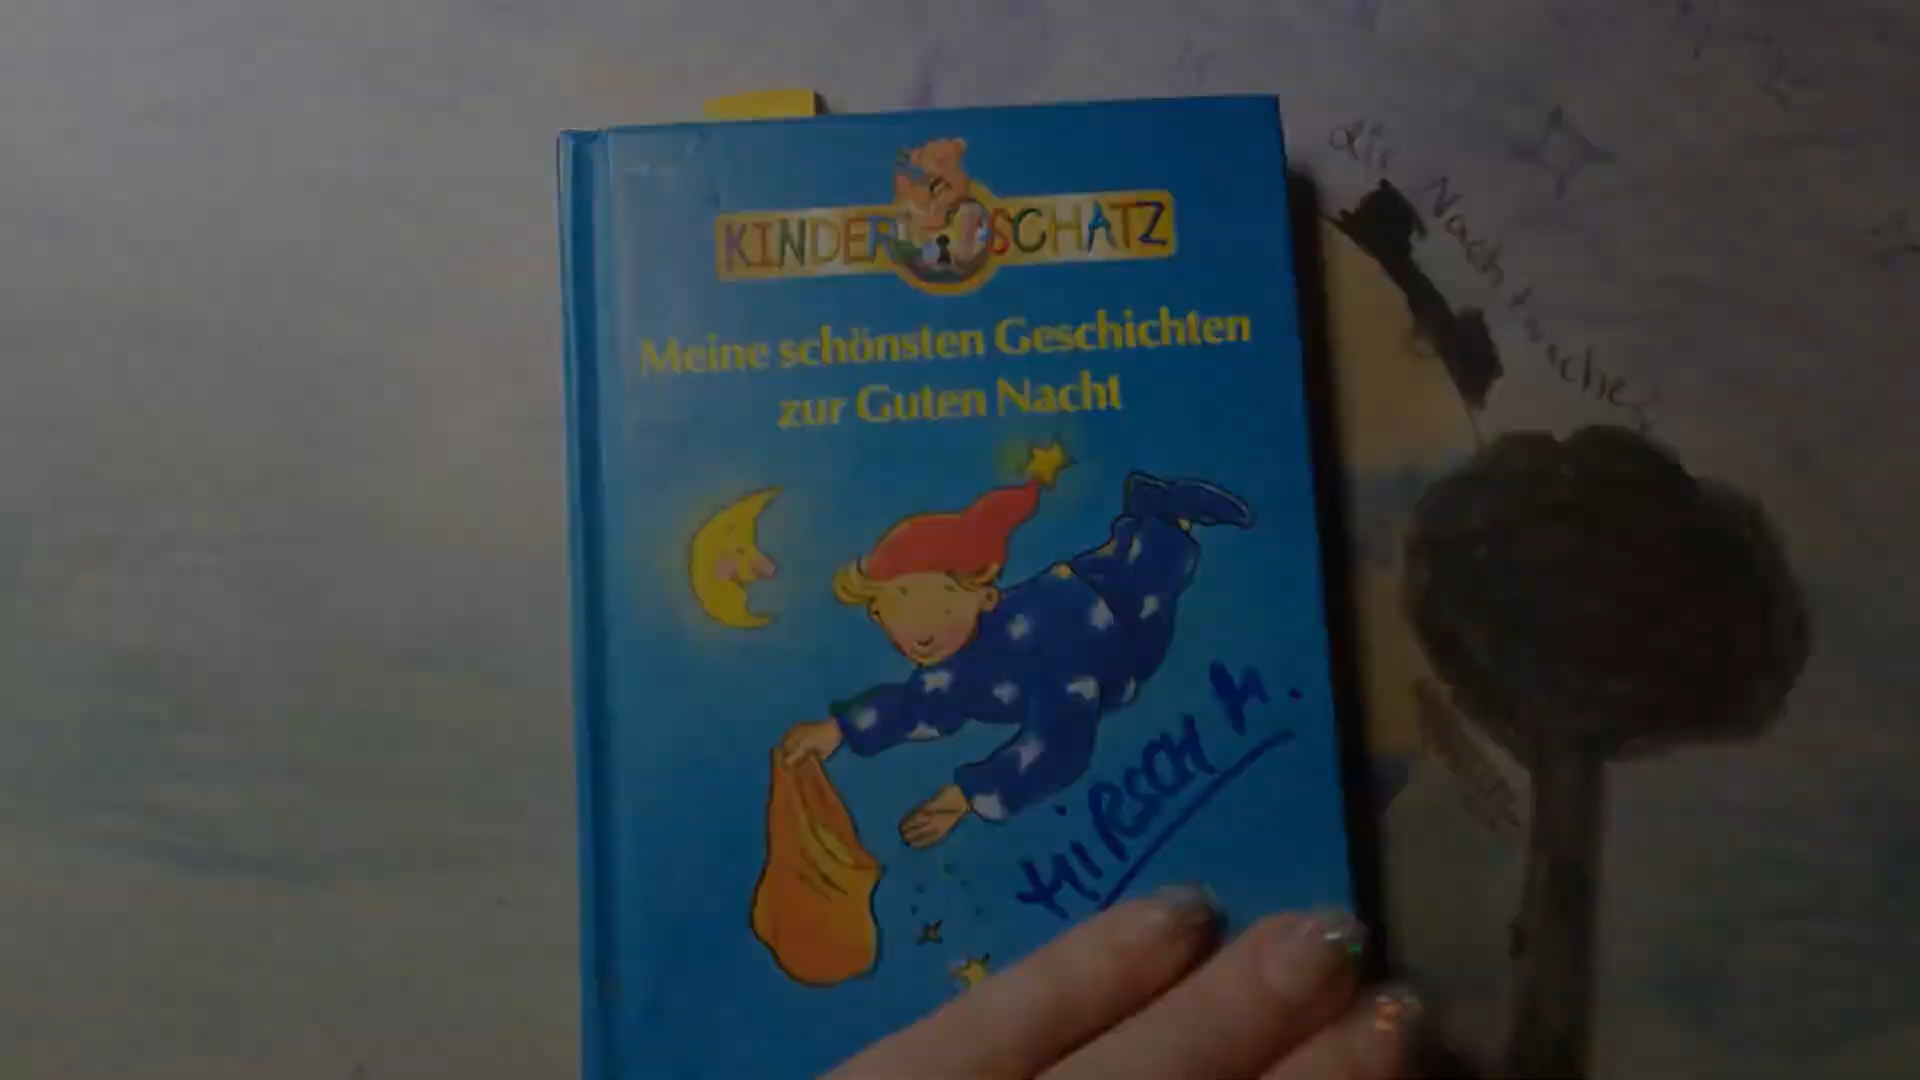 KINDERSCHATZ
Meine schönsten Geschichten
zur Guten Nacht
HIRSCH M.